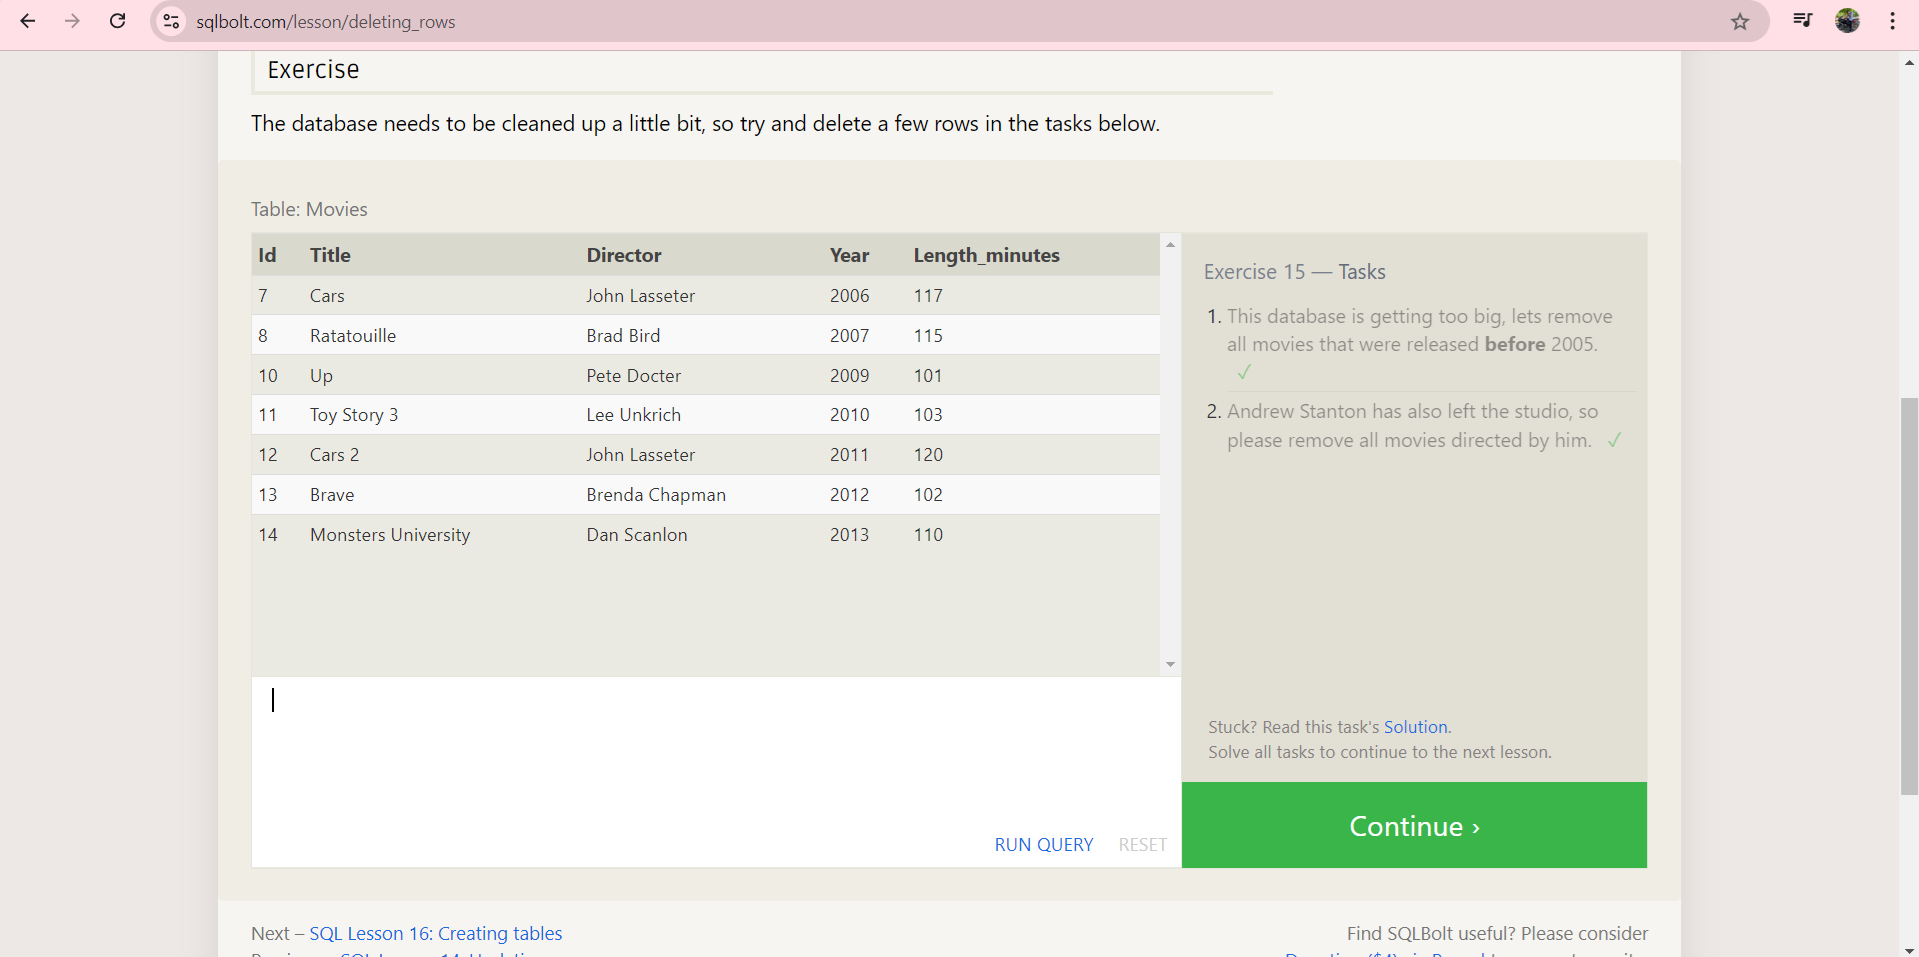 sqlbolt.com/lesson/deleting_rows
Exercise
The database needs to be cleaned up a little bit, so try and delete a few rows in the tasks below.
Table: Movies
Id Title Director Year Length_minutes
7 Cars John Lasseter 2006 117
8 Ratatouille Brad Bird 2007 115
10 Up Pete Docter 2009 101
11 Toy Story 3 Lee Unkrich 2010 103
12 Cars 2 John Lasseter 2011 120
13 Brave Brenda Chapman 2012 102
14 Monsters University Dan Scanlon 2013 110
RUN QUERY RESET
Exercise 15 — Tasks
1. This database is getting too big, lets remove
all movies that were released before 2005.
✓
2. Andrew Stanton has also left the studio, so
please remove all movies directed by him. ✓
Stuck? Read this task's Solution.
Solve all tasks to continue to the next lesson.
Continue ›
Next – SQL Lesson 16: Creating tables
Find SQLBolt useful? Please consider